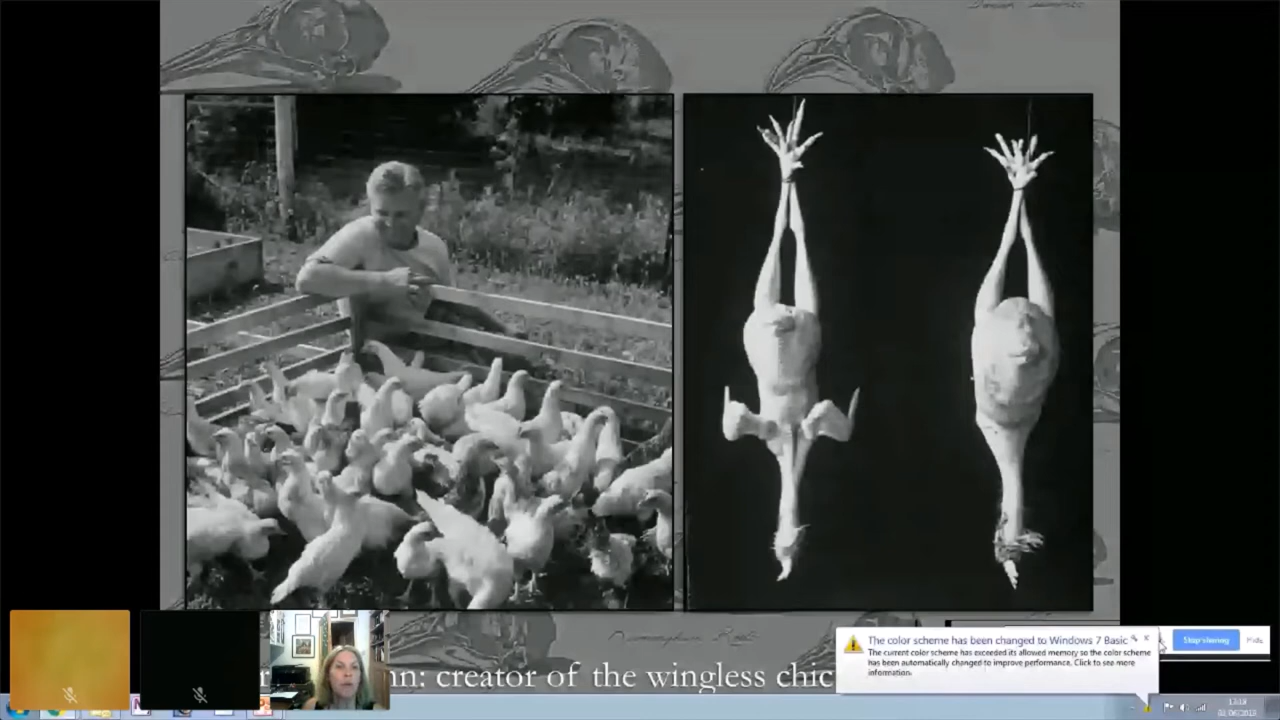 The color scheme has been changed to Windows 7 Basic
The current color scheme has exceeded its allowed memory so the color scheme
has been automatically changed to improve performance. Click to see more
information.
Stop sharing
Hide
nn: creator of the wingless chic